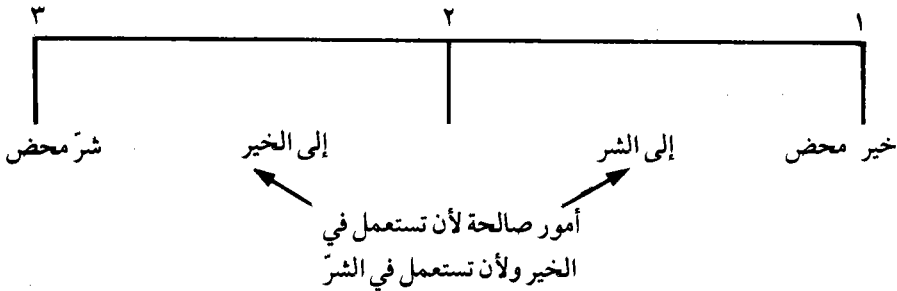 ١ ٢ ٣
خير محض إلى الشر إلى الخير شرّ محض
أمور صالحة لأن تستعمل في
الخير ولأن تستعمل في الشرّ